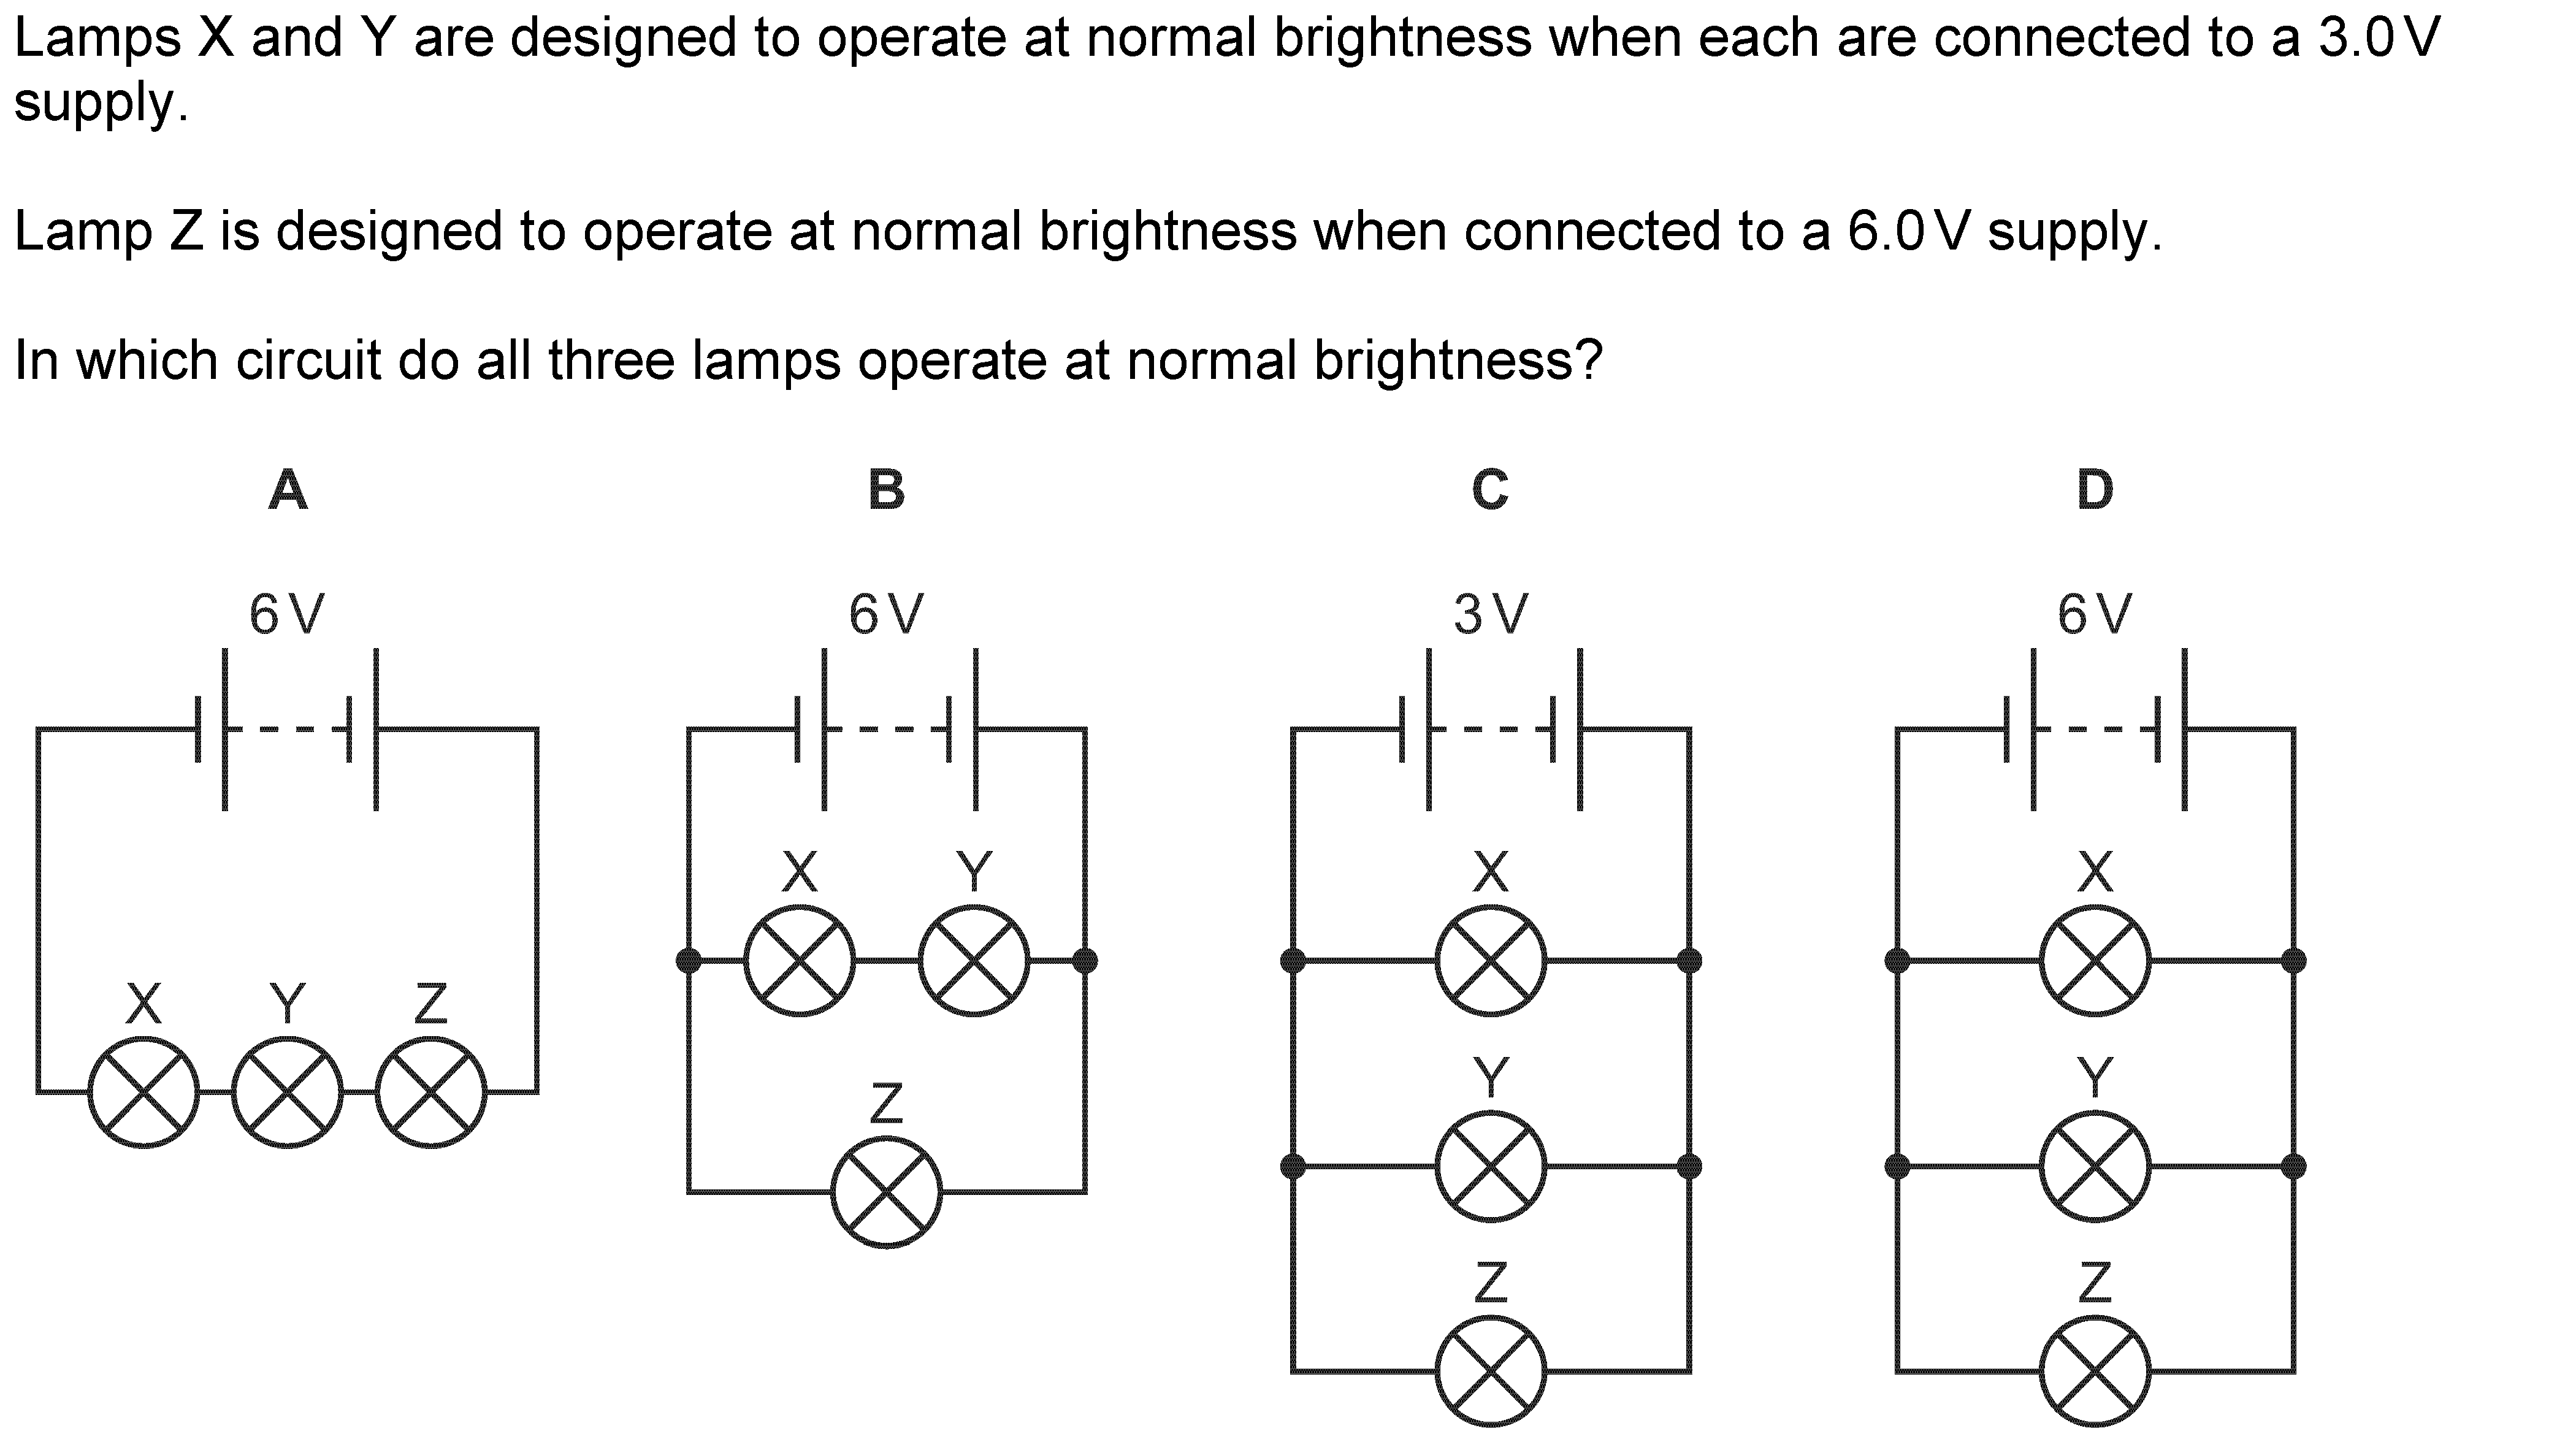 Lamps X and Y are designed to operate at normal brightness when each are connected to a 3.0 V
supply.
Lamp Z is designed to operate at normal brightness when connected to a 6.0 V supply.
In which circuit do all three lamps operate at normal brightness?
A B C D
6 V 6 V 3 V 6 V
X Y X X
X Y Z
Y Y
Z
Z Z